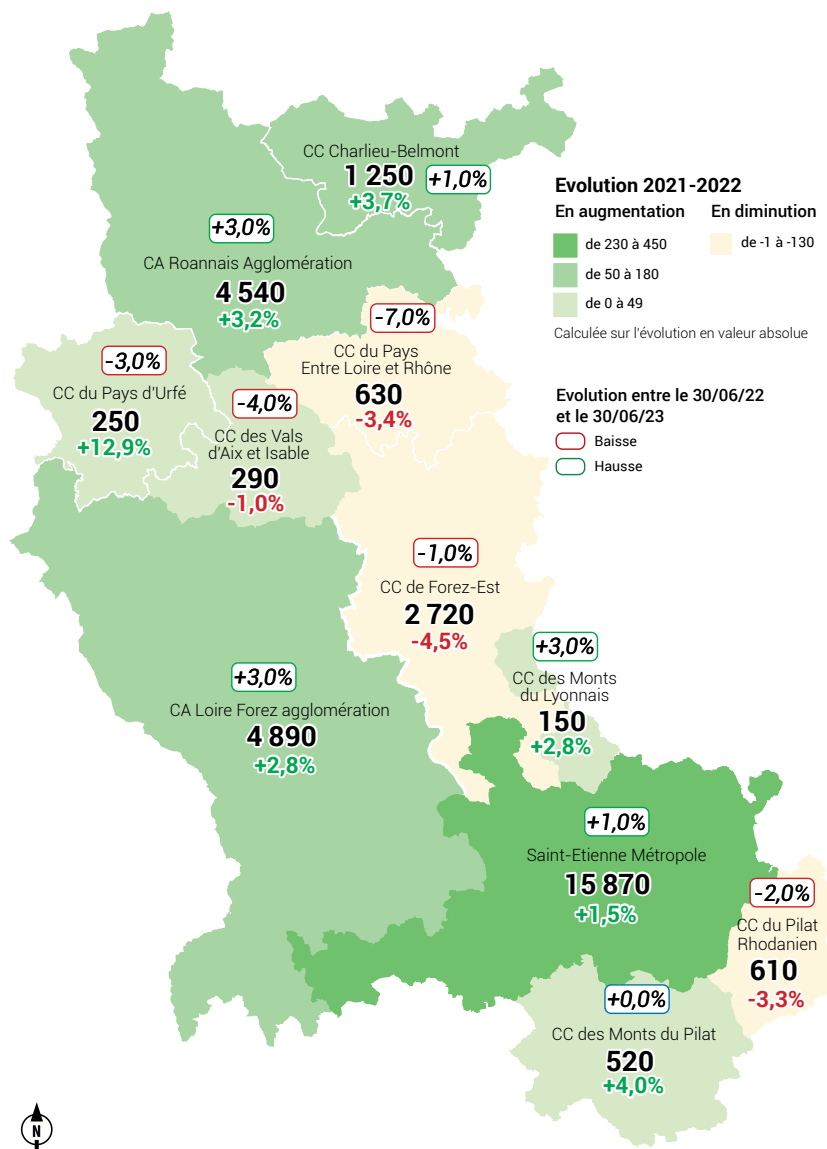 CC Charlieu-Belmont
1 250
+1,0%
+3,7%
Evolution 2021-2022
En augmentation
En diminution
de 230 à 450
de -1 à -130
de 50 à 180
de 0 à 49
Calculée sur l'évolution en valeur absolue
+3,0%
CA Roannais Agglomération
4 540
+3,2%
-7,0%
CC du Pays
Entre Loire et Rhône
630
-3,4%
-3,0%
CC du Pays d'Urfé
250
+12,9%
-4,0%
CC des Vals
d'Aix et Isable
290
-1,0%
Evolution entre le 30/06/22
et le 30/06/23
Baisse
Hausse
-1,0%
CC de Forez-Est
2 720
-4,5%
+3,0%
CC des Monts
du Lyonnais
150
+2,8%
+3,0%
CA Loire Forez agglomération
4 890
+2,8%
+1,0%
Saint-Etienne Métropole
15 870
+1,5%
-2,0%
CC du Pilat
Rhodanien
610
-3,3%
+0,0%
CC des Monts du Pilat
520
+4,0%
N